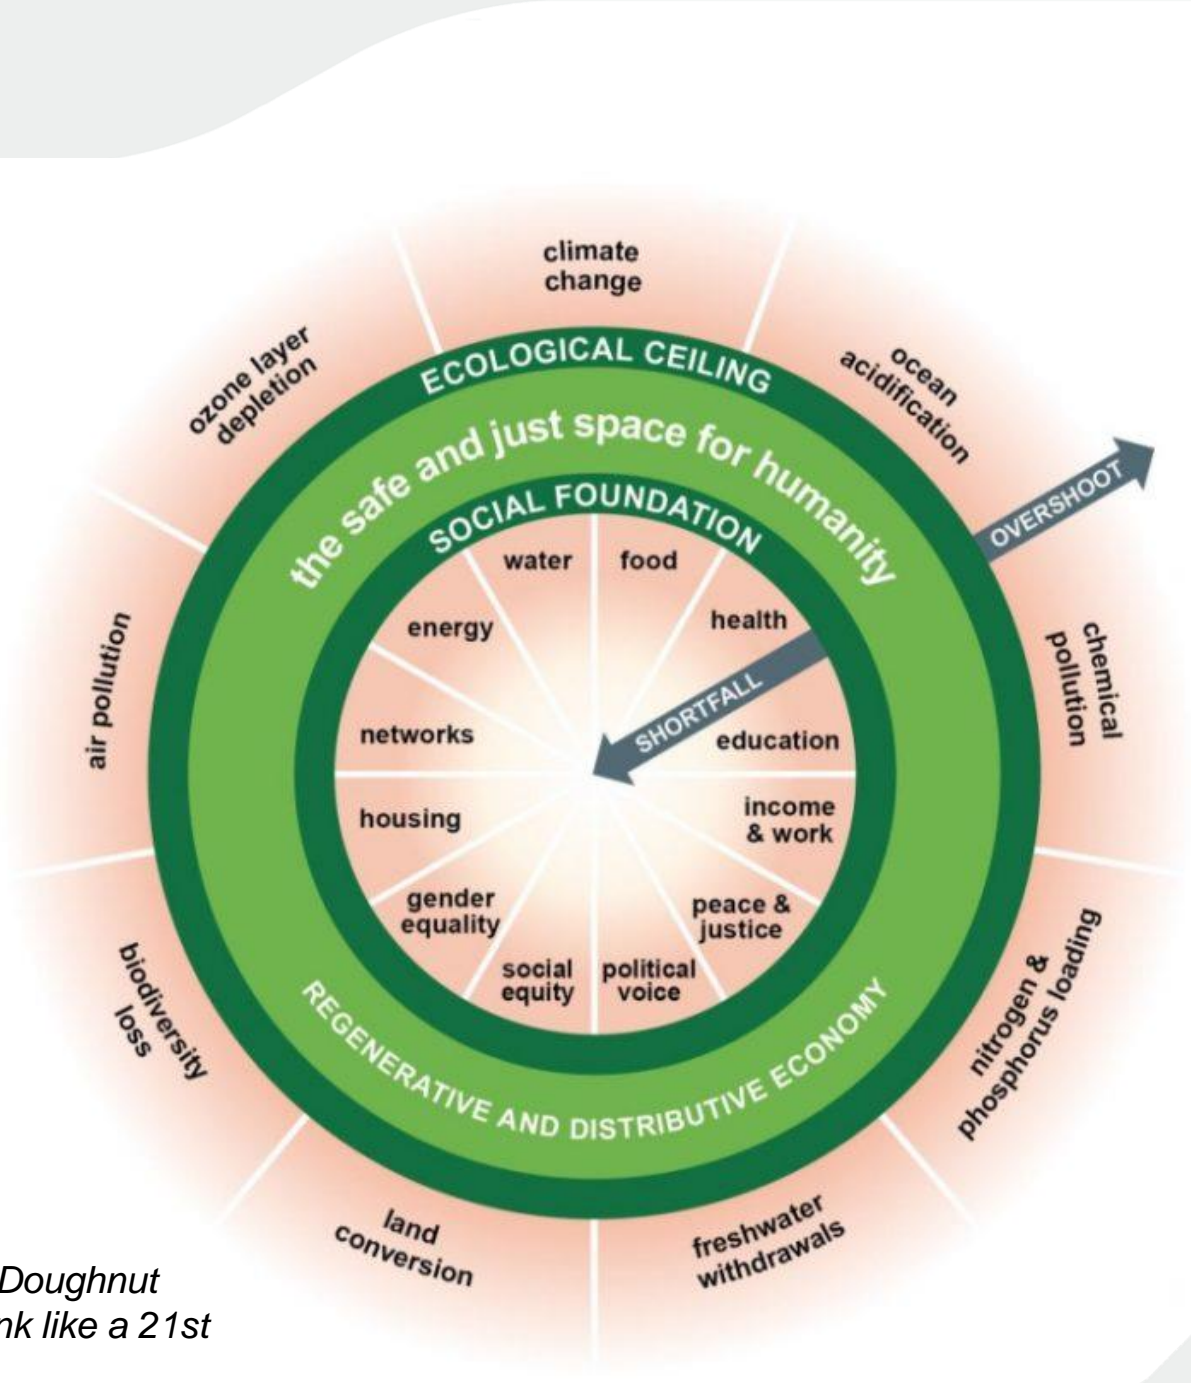 climate
change
ozone layer
depletion
ocean
acidification
ECOLOGICAL CEILING
the safe and just space for humanity
SOCIAL FOUNDATION
OVERSHOOT
water
food
energy
health
air pollution
chemical
pollution
SHORTFALL
networks
education
housing
income
& work
gender
equality
peace &
justice
social
equity
political
voice
biodiversity
loss
nitrogen &
phosphorus loading
REGENERATIVE AND DISTRIBUTIVE ECONOMY
land
conversion
freshwater
withdrawals
Doughnut
like a 21st